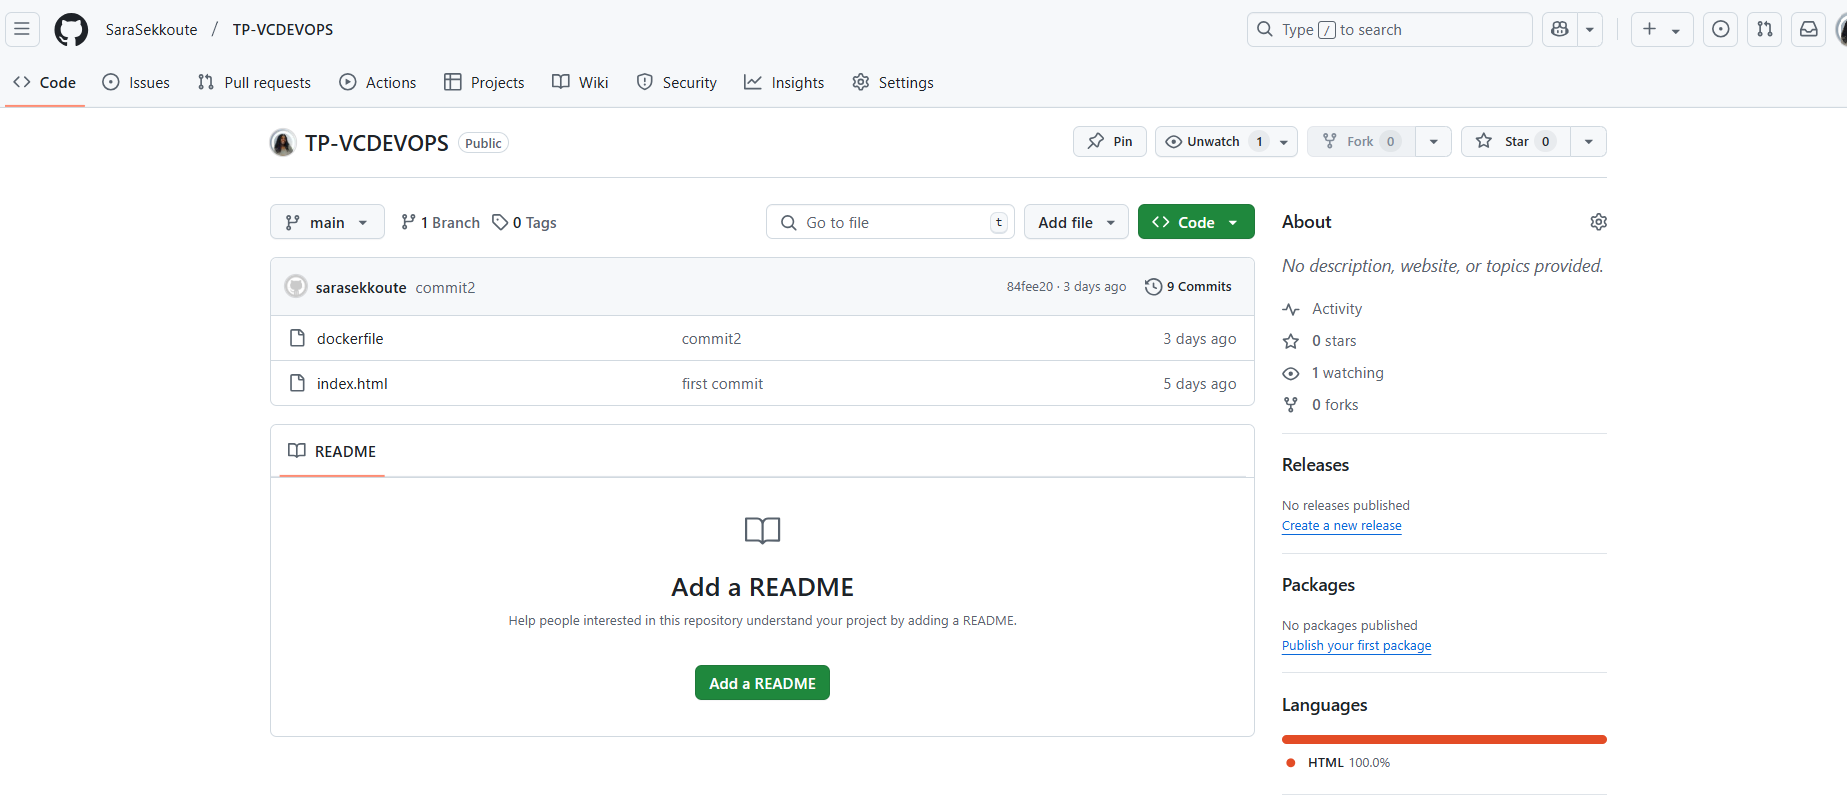 SaraSekkoute / TP-VCDEVOPS
Type / to search
Code Issues Pull requests Actions Projects Wiki Security Insights Settings
TP-VCDEVOPS Public
Pin Unwatch 1 Fork 0 Star 0
main 1 Branch 0 Tags Go to file t Add file Code
sarasekkoute commit2 84fee20 · 3 days ago 9 Commits
dockerfile commit2 3 days ago
index.html first commit 5 days ago
README
Add a README
Help people interested in this repository understand your project by adding a README.
Add a README
About
No description, website, or topics provided.
Activity
0 stars
1 watching
0 forks
Releases
No releases published
Create a new release
Packages
No packages published
Publish your first package
Languages
HTML 100.0%